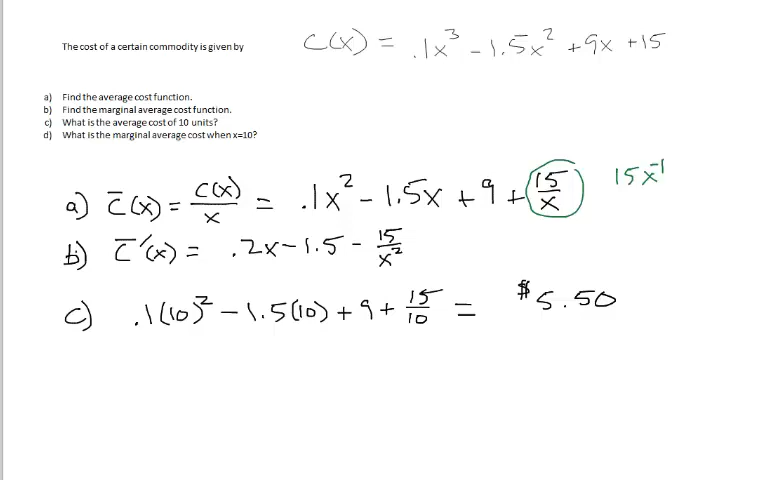 The cost of a certain commodity is given by C(x) = .1x³ - 1.5x² + 9x + 15
a) Find the average cost function.
b) Find the marginal average cost function.
c) What is the average cost of 10 units?
d) What is the marginal average cost when x=10?
a) C̅(x) = C(x)/x = .1x² - 1.5x + 9 + 15/x 15x⁻¹
b) C̅'(x) = .2x - 1.5 - 15/x²
c) .1(10)² - 1.5(10) + 9 + 15/10 = $5.50